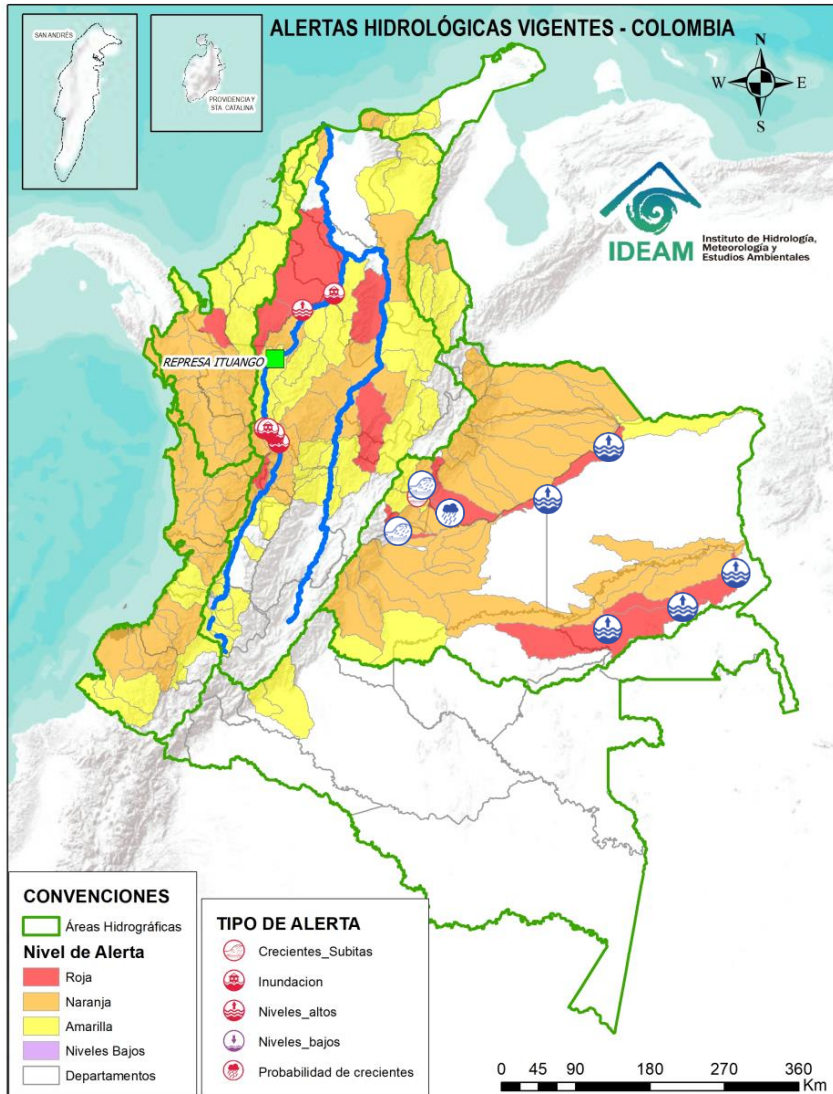 ALERTAS HIDROLÓGICAS VIGENTES - COLOMBIA
SAN ANDRÉS
PROVIDENCIA Y
STA. CATALINA
N
W
E
S
IDEAM
Instituto de Hidrología,
Meteorología y
Estudios Ambientales
REPRESA ITUANGO
CONVENCIONES
Áreas Hidrográficas
Nivel de Alerta
Roja
Naranja
Amarilla
Niveles Bajos
Departamentos
TIPO DE ALERTA
Crecientes_Subitas
Inundacion
Niveles_altos
Niveles_bajos
Probabilidad de crecientes
0 45 90 180 270 360
Km